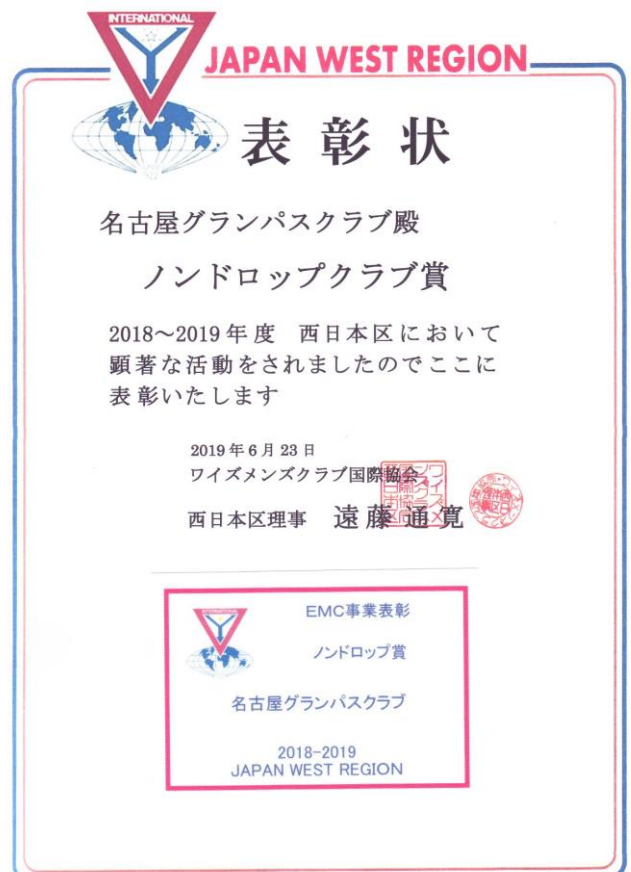 INTERNATIONAL
JAPAN WEST REGION
表彰状
名古屋グランパスクラブ殿
ノンドロップクラブ賞
2018～2019年度 西日本区において
顕著な活動をされましたのでここに
表彰いたします
2019年6月23日
ワイズメンズクラブ国際協会
西日本区理事 遠藤通寛
EMC事業表彰
ノンドロップ賞
名古屋グランパスクラブ
2018-2019
JAPAN WEST REGION